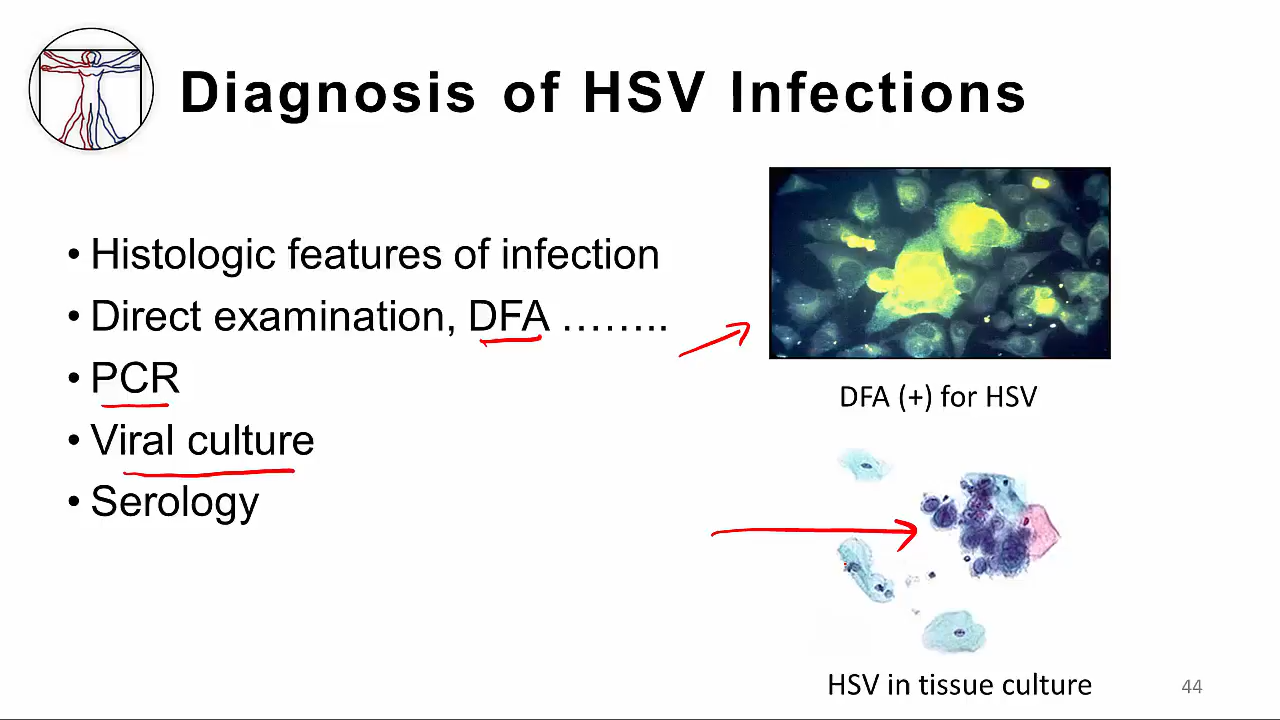 Diagnosis of HSV Infections
• Histologic features of infection
• Direct examination, DFA ……..
• PCR
• Viral culture
• Serology
DFA (+) for HSV
HSV in tissue culture
44